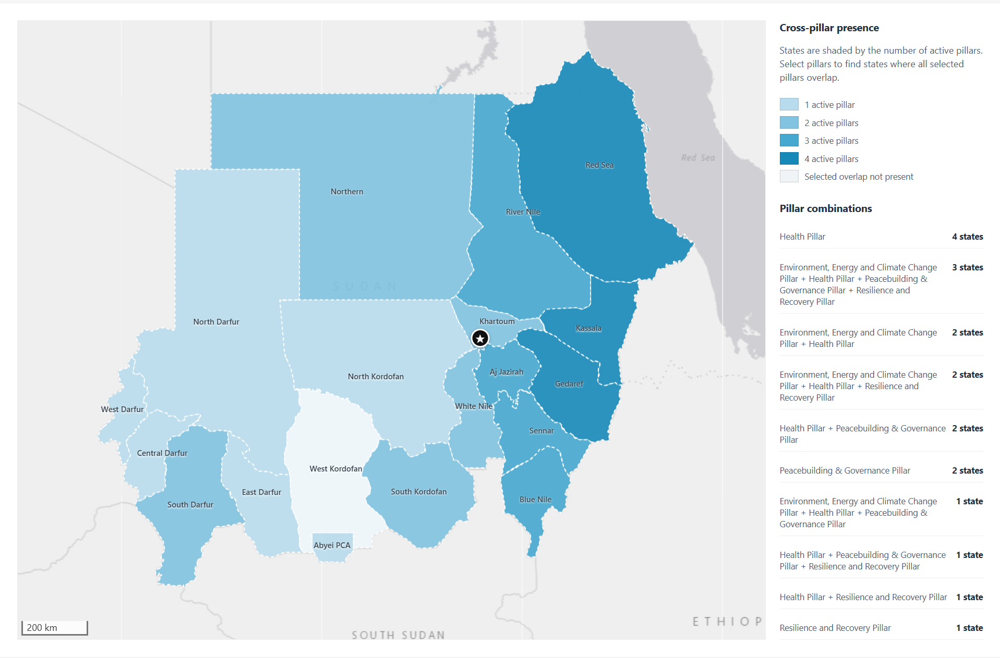 Cross-pillar presence
States are shaded by the number of active pillars.
Select pillars to find states where all selected
pillars overlap.
1 active pillar
2 active pillars
3 active pillars
4 active pillars
Selected overlap not present
Pillar combinations
Health Pillar 4 states
Environment, Energy and Climate Change 3 states
Pillar + Health Pillar + Peacebuilding &
Governance Pillar + Resilience and
Recovery Pillar
Environment, Energy and Climate Change 2 states
Pillar + Health Pillar
Environment, Energy and Climate Change 2 states
Pillar + Health Pillar + Resilience and
Recovery Pillar
Health Pillar + Peacebuilding & Governance 2 states
Pillar
Peacebuilding & Governance Pillar 2 states
Environment, Energy and Climate Change 1 state
Pillar + Health Pillar + Peacebuilding &
Governance Pillar
Health Pillar + Peacebuilding & Governance 1 state
Pillar + Resilience and Recovery Pillar
Health Pillar + Resilience and Recovery Pillar 1 state
Resilience and Recovery Pillar 1 state
Red Sea
Red Sea
Northern
River Nile
SUDAN
North Darfur
Khartoum
Kassala
North Kordofan
Aj Jazirah
Gedaref
West Darfur
White Nile
Sennar
Central Darfur
West Kordofan
South Kordofan
East Darfur
Blue Nile
South Darfur
Abyei PCA
ETHIOP
200 km
SOUTH SUDAN